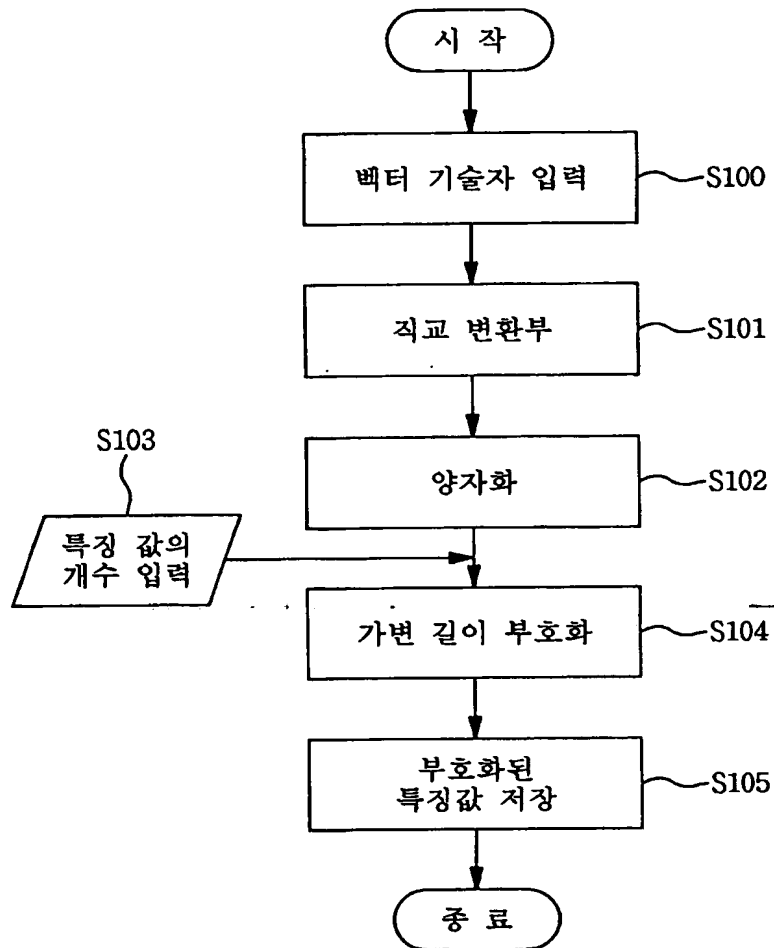 시 작
벡터 기술자 입력
S100
직교 변환부
S101
양자화
S102
S103
특징 값의
개수 입력
가변 길이 부호화
S104
부호화된
특징값 저장
S105
종 료